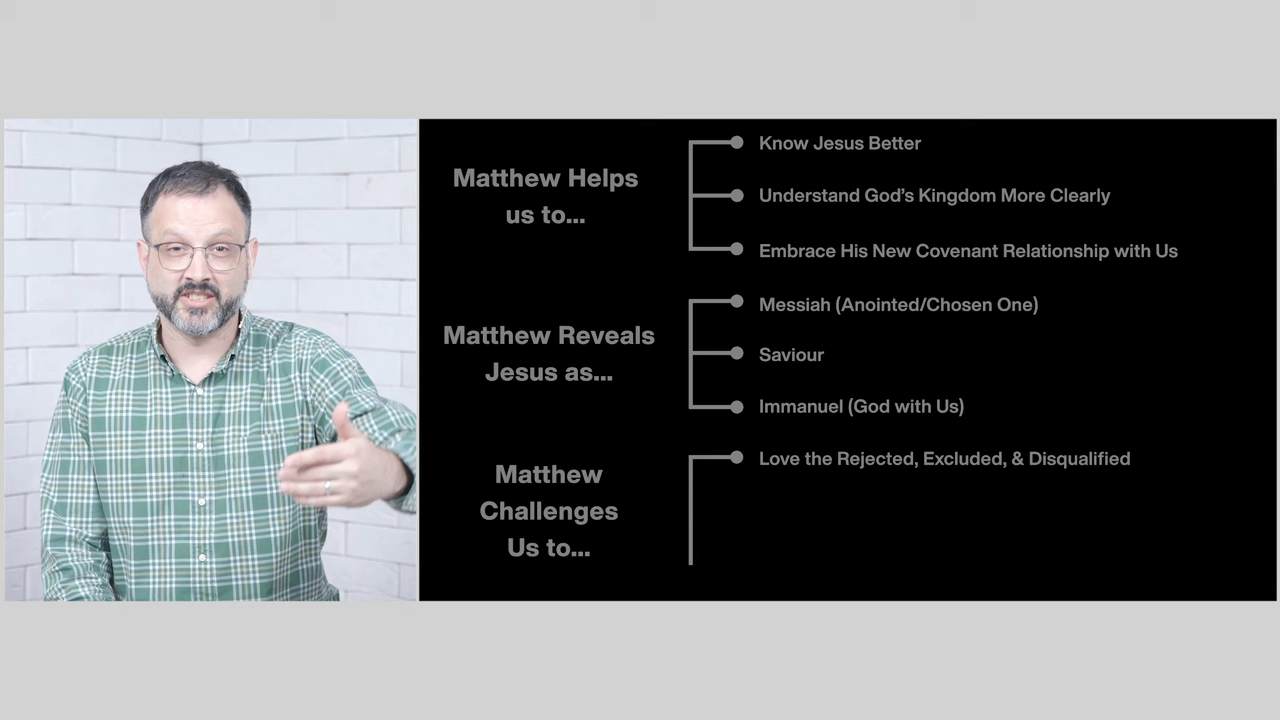 Matthew Helps
us to...
Know Jesus Better
Understand God’s Kingdom More Clearly
Embrace His New Covenant Relationship with Us
Matthew Reveals
Jesus as...
Messiah (Anointed/Chosen One)
Saviour
Immanuel (God with Us)
Matthew
Challenges
Us to...
Love the Rejected, Excluded, & Disqualified